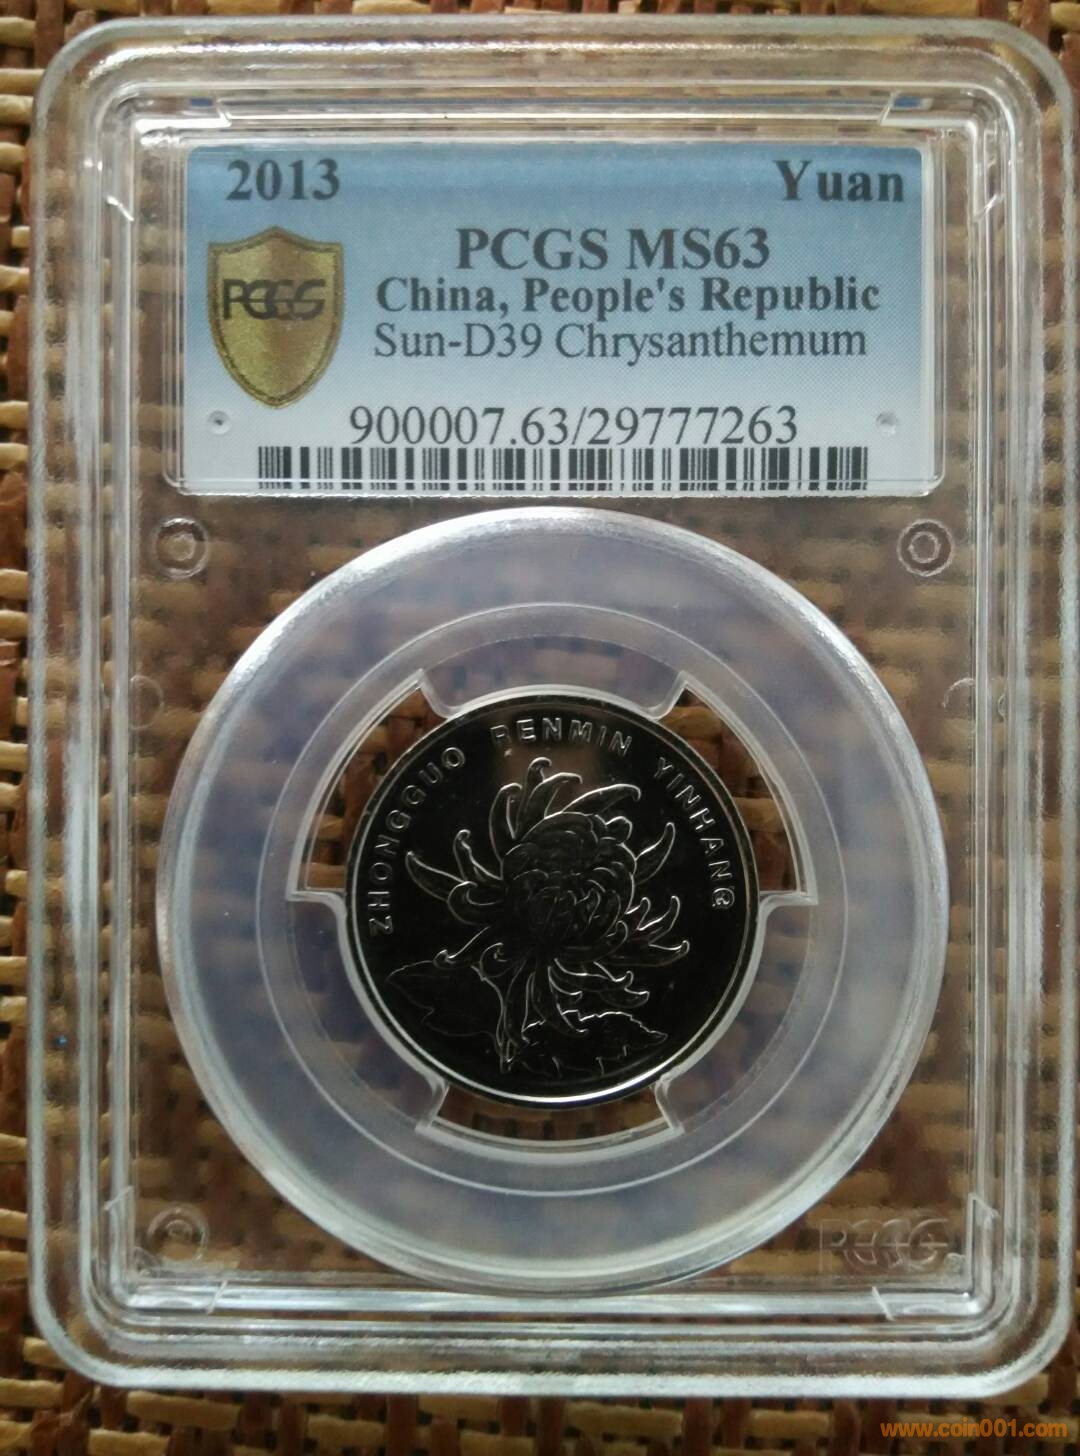 2013 Yuan
PCGS MS63
PCGS
China, People's Republic
Sun-D39 Chrysanthemum
900007.63/29777263
ZHONGGUO RENMIN YINHANG
PCGS
www.coin001.com